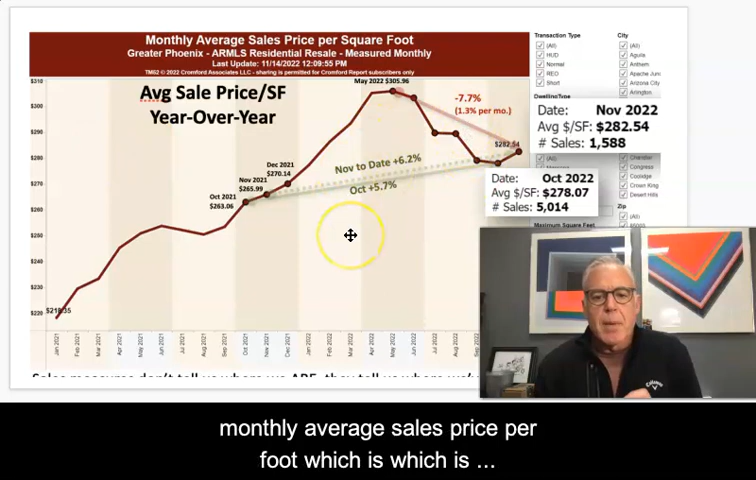 Monthly Average Sales Price per Square Foot
Greater Phoenix - ARMLS Residential Resale - Measured Monthly
Last Update: 11/14/2022 12:09:55 PM
TM62 © 2022 Cromford Associates LLC - sharing is permitted for Cromford Report subscribers only
Avg Sale Price/SF
Year-Over-Year
$310
$300
$290
$280
$270
$260
$250
$240
$230
$220
$218.35
Oct 2021
$263.06
Nov 2021
$265.99
Dec 2021
$270.14
May 2022 $305.96
-7.7%
(1.3% per mo.)
$282.54
Nov to Date +6.2%
Oct +5.7%
Jan 2021
Feb 2021
Mar 2021
Apr 2021
May 2021
Jun 2021
Jul 2021
Aug 2021
Sep 2021
Oct 2021
Nov 2021
Dec 2021
Jan 2022
Feb 2022
Mar 2022
Apr 2022
May 2022
Jun 2022
Jul 2022
Aug 2022
Sep 2022
Transaction Type
(All)
HUD
Normal
REO
Short
City
(All)
Aguila
Anthem
Apache Junc
Arizona City
Arlington
Date: Nov 2022
Avg $/SF: $282.54
# Sales: 1,588
(All)
Chandler
Congress
Coolidge
Crown King
Desert Hills
Date: Oct 2022
Avg $/SF: $278.07
# Sales: 5,014
Zip
(All)
Maximum Square Feet
Callaway
monthly average sales price per
foot which is which is ...